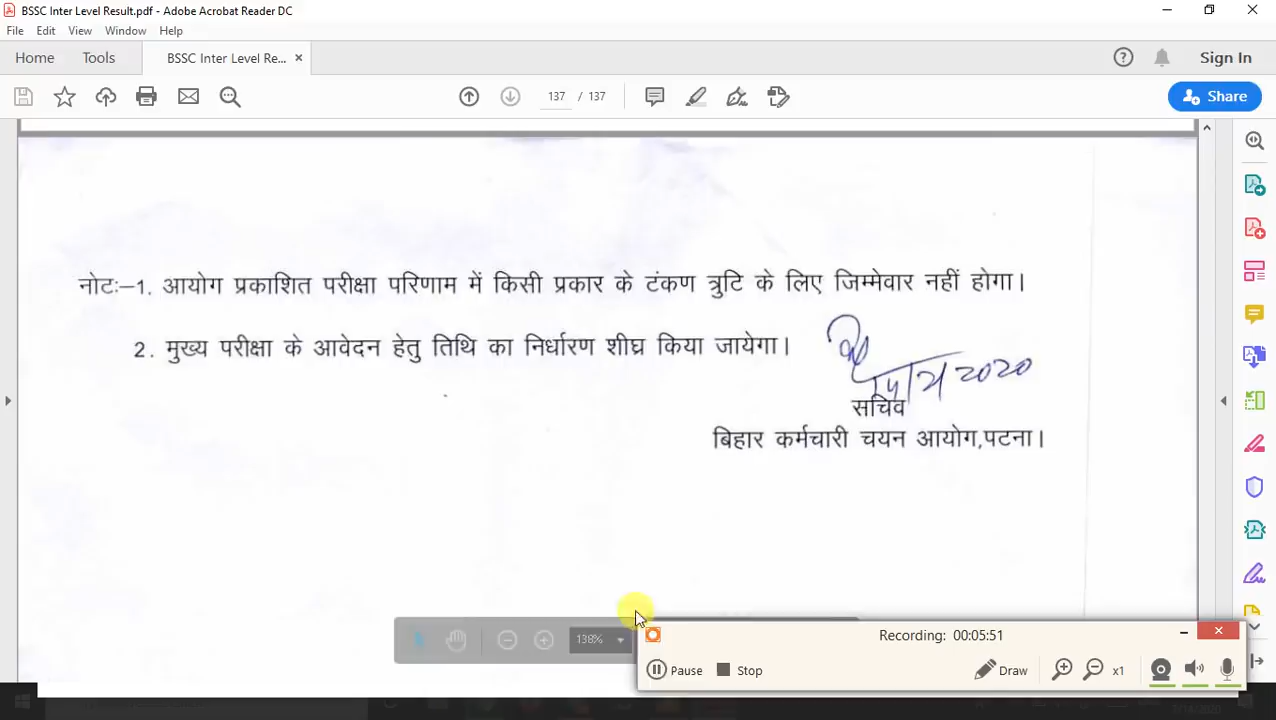 BSSC Inter Level Result.pdf - Adobe Acrobat Reader DC
File Edit View Window Help
Home Tools BSSC Inter Level Re... × Sign In
137 / 137 Share
नोटः–1. आयोग प्रकाशित परीक्षा परिणाम में किसी प्रकार के टंकण त्रुटि के लिए जिम्मेवार नहीं होगा।
2. मुख्य परीक्षा के आवेदन हेतु तिथि का निर्धारण शीघ्र किया जायेगा।
2020
सचिव
बिहार कर्मचारी चयन आयोग,पटना।
138%
Recording: 00:05:51
Pause Stop Draw x1